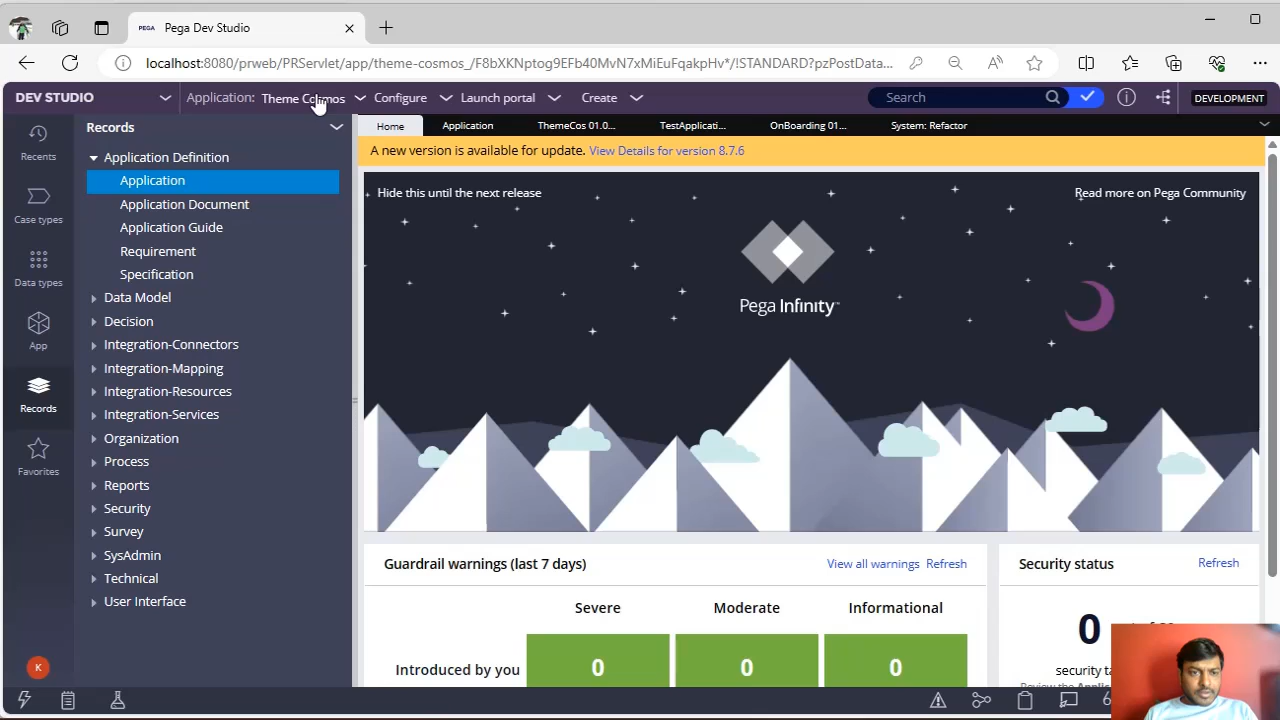 PEGA Pega Dev Studio
localhost:8080/prweb/PRServlet/app/theme-cosmos_/F8bXKNptog9EFb40MvN7xMiEuFqakpHv*/!STANDARD?pzPostData...
DEV STUDIO
Application: Theme Cosmos
Configure
Launch portal
Create
Search
DEVELOPMENT
Recents
Case types
Data types
App
Records
Favorites
K
Records
Application Definition
Application
Application Document
Application Guide
Requirement
Specification
Data Model
Decision
Integration-Connectors
Integration-Mapping
Integration-Resources
Integration-Services
Organization
Process
Reports
Security
Survey
SysAdmin
Technical
User Interface
Home
Application
ThemeCos 01.0...
TestApplicati...
OnBoarding 01...
System: Refactor
A new version is available for update. View Details for version 8.7.6
Hide this until the next release
Read more on Pega Community
Pega Infinity™
Guardrail warnings (last 7 days)
View all warnings Refresh
Severe Moderate Informational
Introduced by you 0 0 0
Security status
Refresh
0
security ta